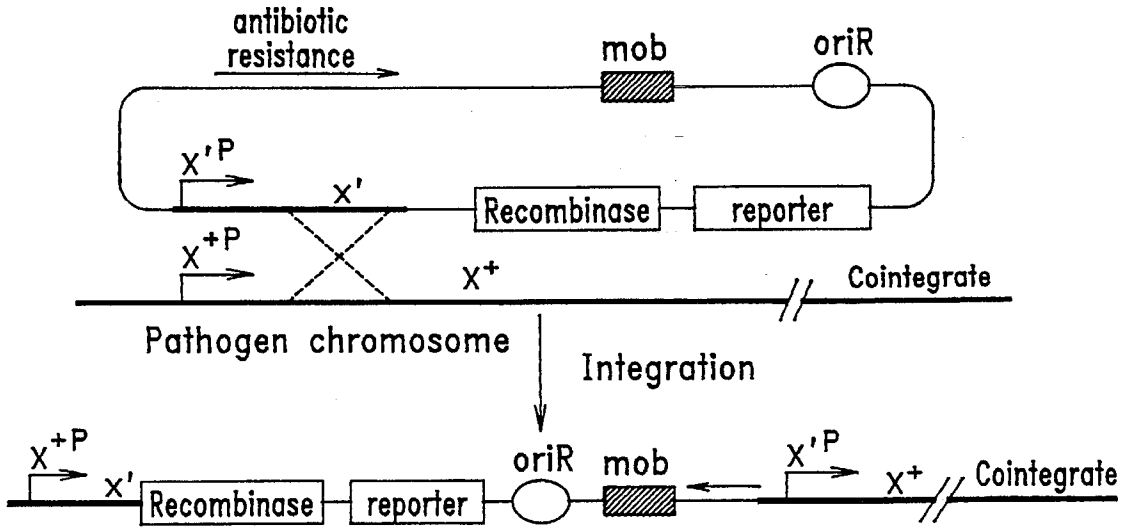 antibiotic
resistance
mob
oriR
X'P
X'
Recombinase
reporter
X+P
X+
Cointegrate
Pathogen chromosome
Integration
X+P
X'
Recombinase
reporter
oriR
mob
X'P
X+
Cointegrate